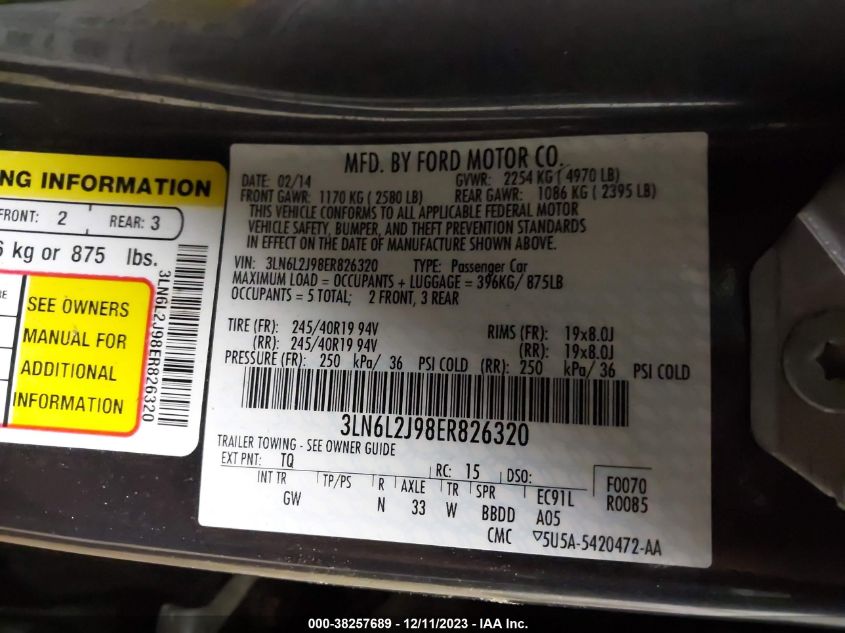 NG INFORMATION
FRONT: 2 REAR: 3
kg or 875 lbs.
SEE OWNERS
MANUAL FOR
ADDITIONAL
INFORMATION
3LN6L2J98ER826320
MFD. BY FORD MOTOR CO.
DATE: 02/14 GVWR: 2254 KG (4970 LB)
FRONT GAWR: 1170 KG (2580 LB) REAR GAWR: 1086 KG (2395 LB)
THIS VEHICLE CONFORMS TO ALL APPLICABLE FEDERAL MOTOR
VEHICLE SAFETY, BUMPER, AND THEFT PREVENTION STANDARDS
IN EFFECT ON THE DATE OF MANUFACTURE SHOWN ABOVE.
VIN: 3LN6L2J98ER826320 TYPE: Passenger Car
MAXIMUM LOAD = OCCUPANTS + LUGGAGE = 396KG/ 875LB
OCCUPANTS = 5 TOTAL; 2 FRONT, 3 REAR
TIRE (FR): 245/40R19 94V RIMS (FR): 19x8.0J
(RR): 245/40R19 94V (RR): 19x8.0J
PRESSURE (FR): 250 kPa/ 36 PSI COLD (RR): 250 kPa/ 36 PSI COLD
3LN6L2J98ER826320
TRAILER TOWING - SEE OWNER GUIDE
EXT PNT: TQ RC: 15 DSO: F0070
INT TR TP/PS R AXLE TR SPR EC91L R0085
GW N 33 W BBDD A05
CMC ▽5U5A-5420472-AA
000-38257689 - 12/11/2023 - IAA Inc.